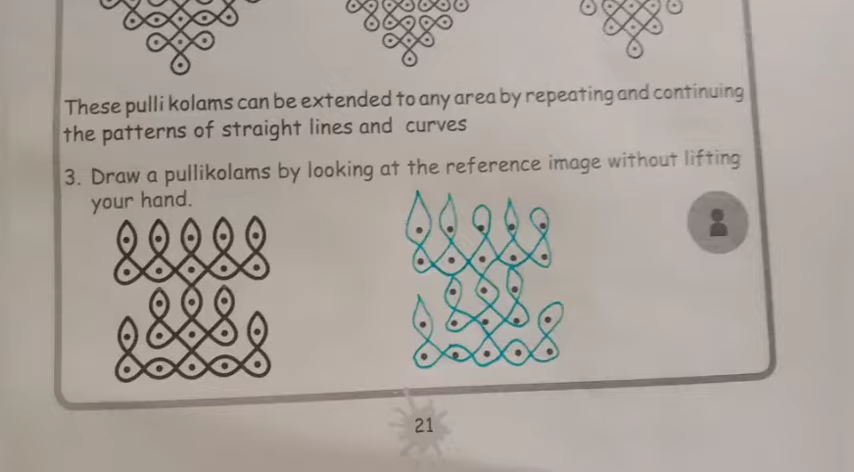 These pulli kolams can be extended to any area by repeating and continuing
the patterns of straight lines and curves
3. Draw a pullikolams by looking at the reference image without lifting
your hand.
21